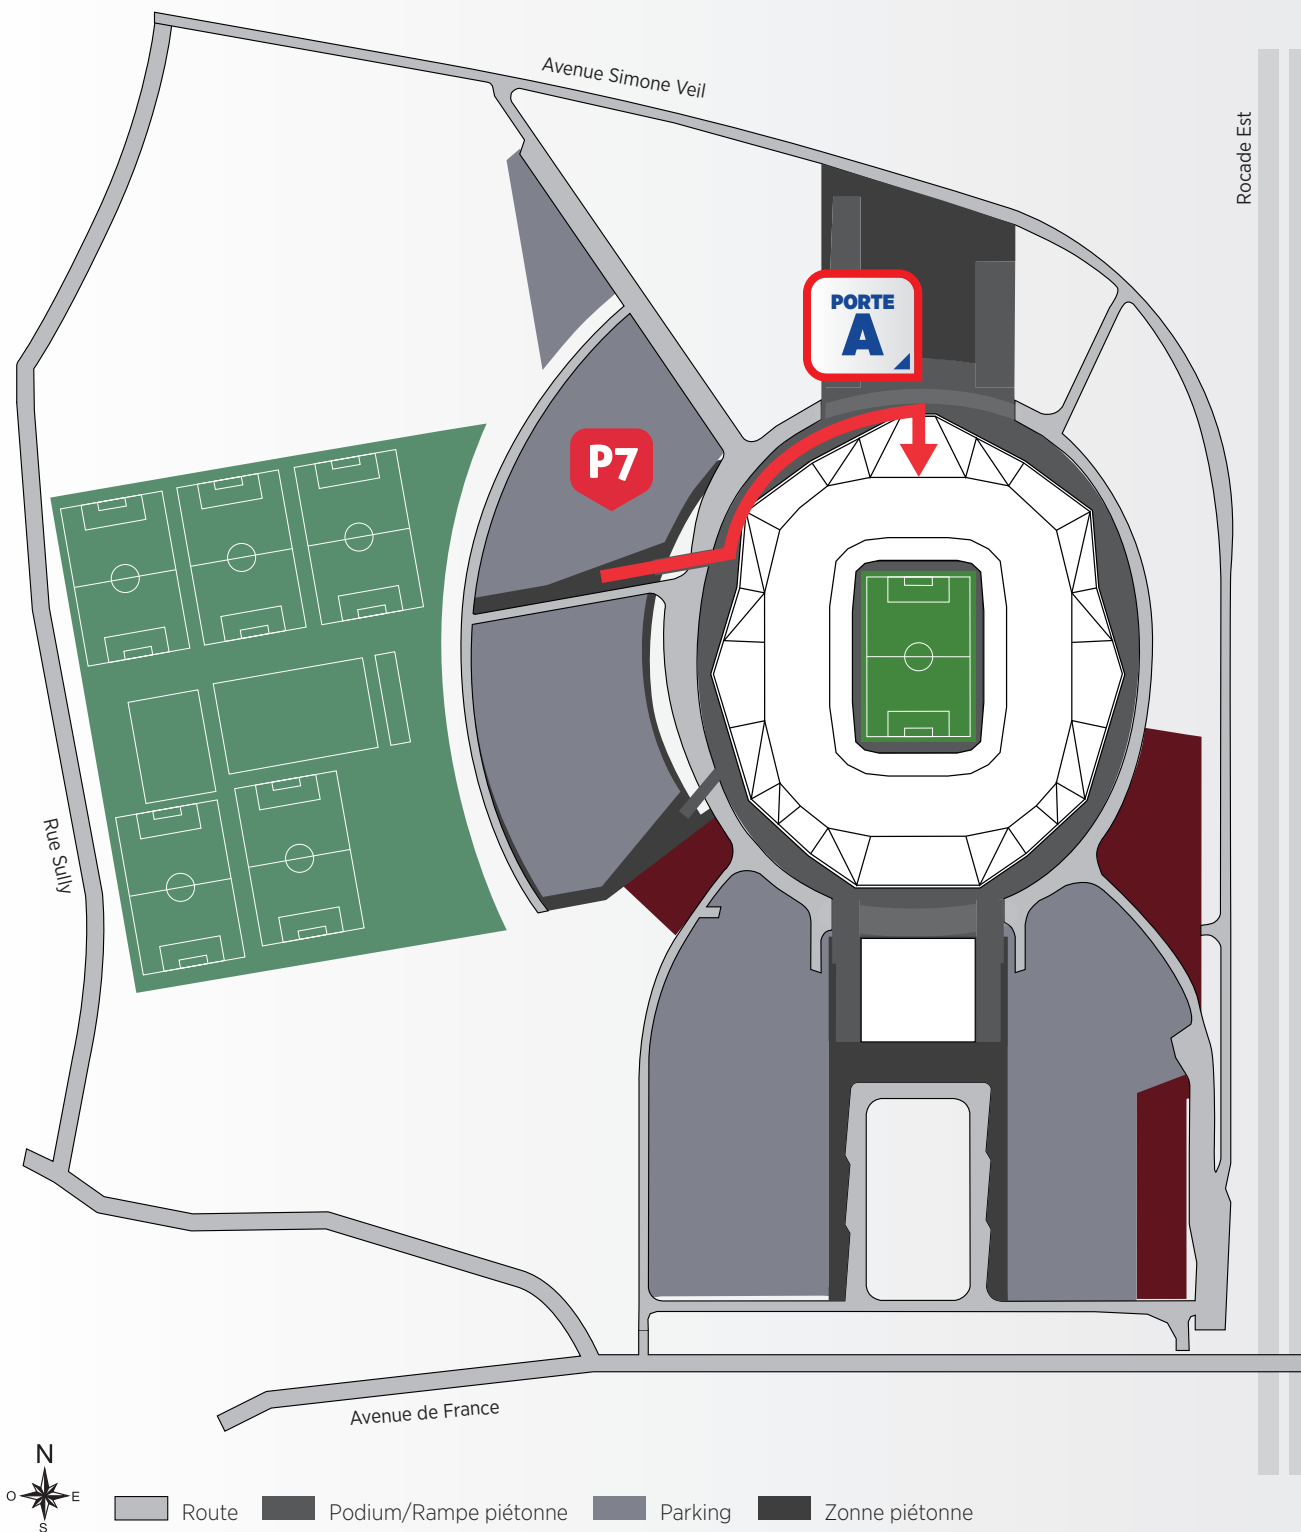 Avenue Simone Veil
Rocade Est
PORTE
A
P7
Rue Sully
Avenue de France
N
O
E
S
Route
Podium/Rampe piétonne
Parking
Zonne piétonne